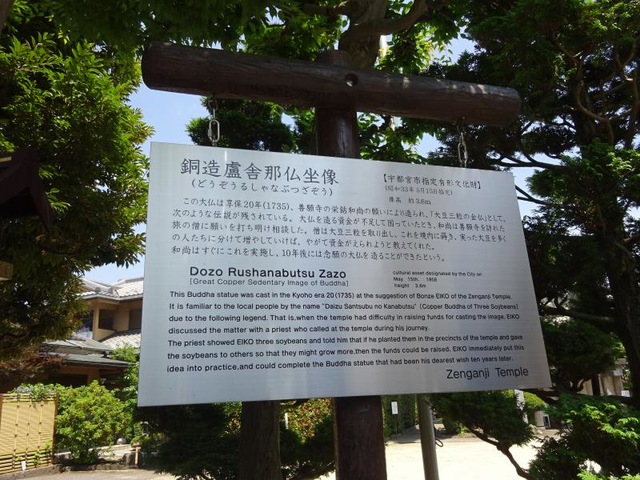 銅造盧舎那仏坐像
(どうぞうるしゃなぶつざぞう)
【宇都宮市指定有形文化財】
(昭和33年5月15日指定)
像高 約3.6m
この大仏は享保20年(1735)、善願寺の栄鋭和尚の願いにより造られ、「大豆三粒の金仏」として、
次のような伝説が残されている。大仏を造る資金が不足して困っていたとき、和尚は善願寺を訪れた
旅の僧に願いを打ち明け相談した。僧は大豆三粒を取り出し、これを境内に蒔き、実った大豆を多く
の人たちに分けて増やしていけば、やがて資金がえられようと教えてくれた。
和尚はすぐにこれを実施し、10年後には念願の大仏を造ることができたという。
Dozo Rushanabutsu Zazo
[Great Copper Sedentary Image of Buddha]
cultural asset designated by the City on
May 15th. 1958
height 3.6m
This Buddha statue was cast in the Kyoho era 20 (1735) at the suggestion of Bonze EIKO of the Zenganji Temple.
It is familiar to the local people by the name "Daizu Santsubu no Kanabutsu" [Copper Buddha of Three Soybeans]
due to the following legend. That is,when the temple had difficulty in raising funds for casting the image, EIKO
discussed the matter with a priest who called at the temple during his journey.
The priest showed EIKO three soybeans and told him that if he planted them in the precincts of the temple and gave
the soybeans to others so that they might grow more,then the funds could be raised. EIKO immediately put this
idea into practice,and could complete the Buddha statue that had been his dearest wish ten years later.
Zenganji Temple